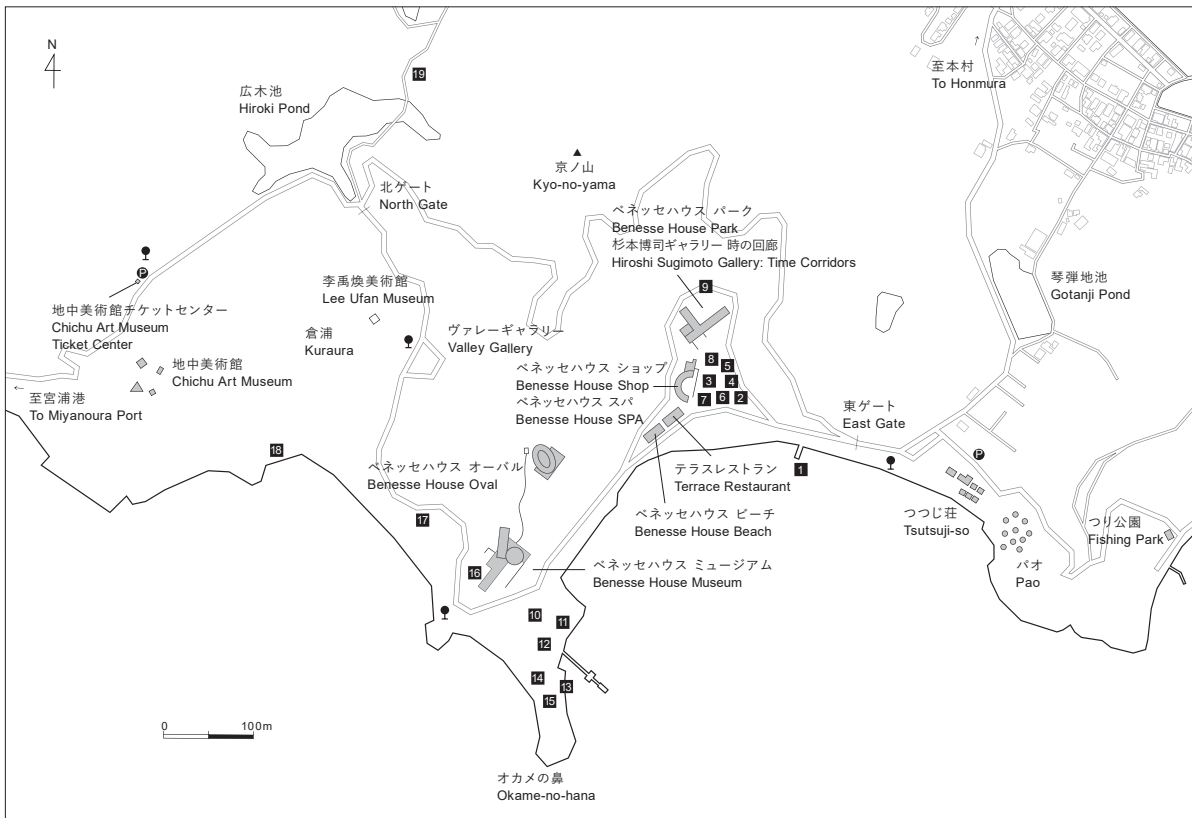 N
19
広木池
Hiroki Pond
至本村
To Honmura
京ノ山
Kyo-no-yama
北ゲート
North Gate
ベネッセハウス パーク
Benesse House Park
杉本博司ギャラリー 時の回廊
Hiroshi Sugimoto Gallery: Time Corridors
P
地中美術館チケットセンター
Chichu Art Museum
Ticket Center
李禹煥美術館
Lee Ufan Museum
琴弾地池
Gotanji Pond
9
倉浦
Kuraura
ヴァレーギャラリー
Valley Gallery
地中美術館
Chichu Art Museum
至宮浦港
To Miyanoura Port
ベネッセハウス ショップ
Benesse House Shop
ベネッセハウス スパ
Benesse House SPA
8
5
3
4
7
6
2
東ゲート
East Gate
18
ベネッセハウス オーバル
Benesse House Oval
テラスレストラン
Terrace Restaurant
1
P
ベネッセハウス ビーチ
Benesse House Beach
つつじ荘
Tsutsuji-so
つり公園
Fishing Park
パオ
Pao
17
16
ベネッセハウス ミュージアム
Benesse House Museum
10
11
12
14
13
15
0
100m
オカメの鼻
Okame-no-hana